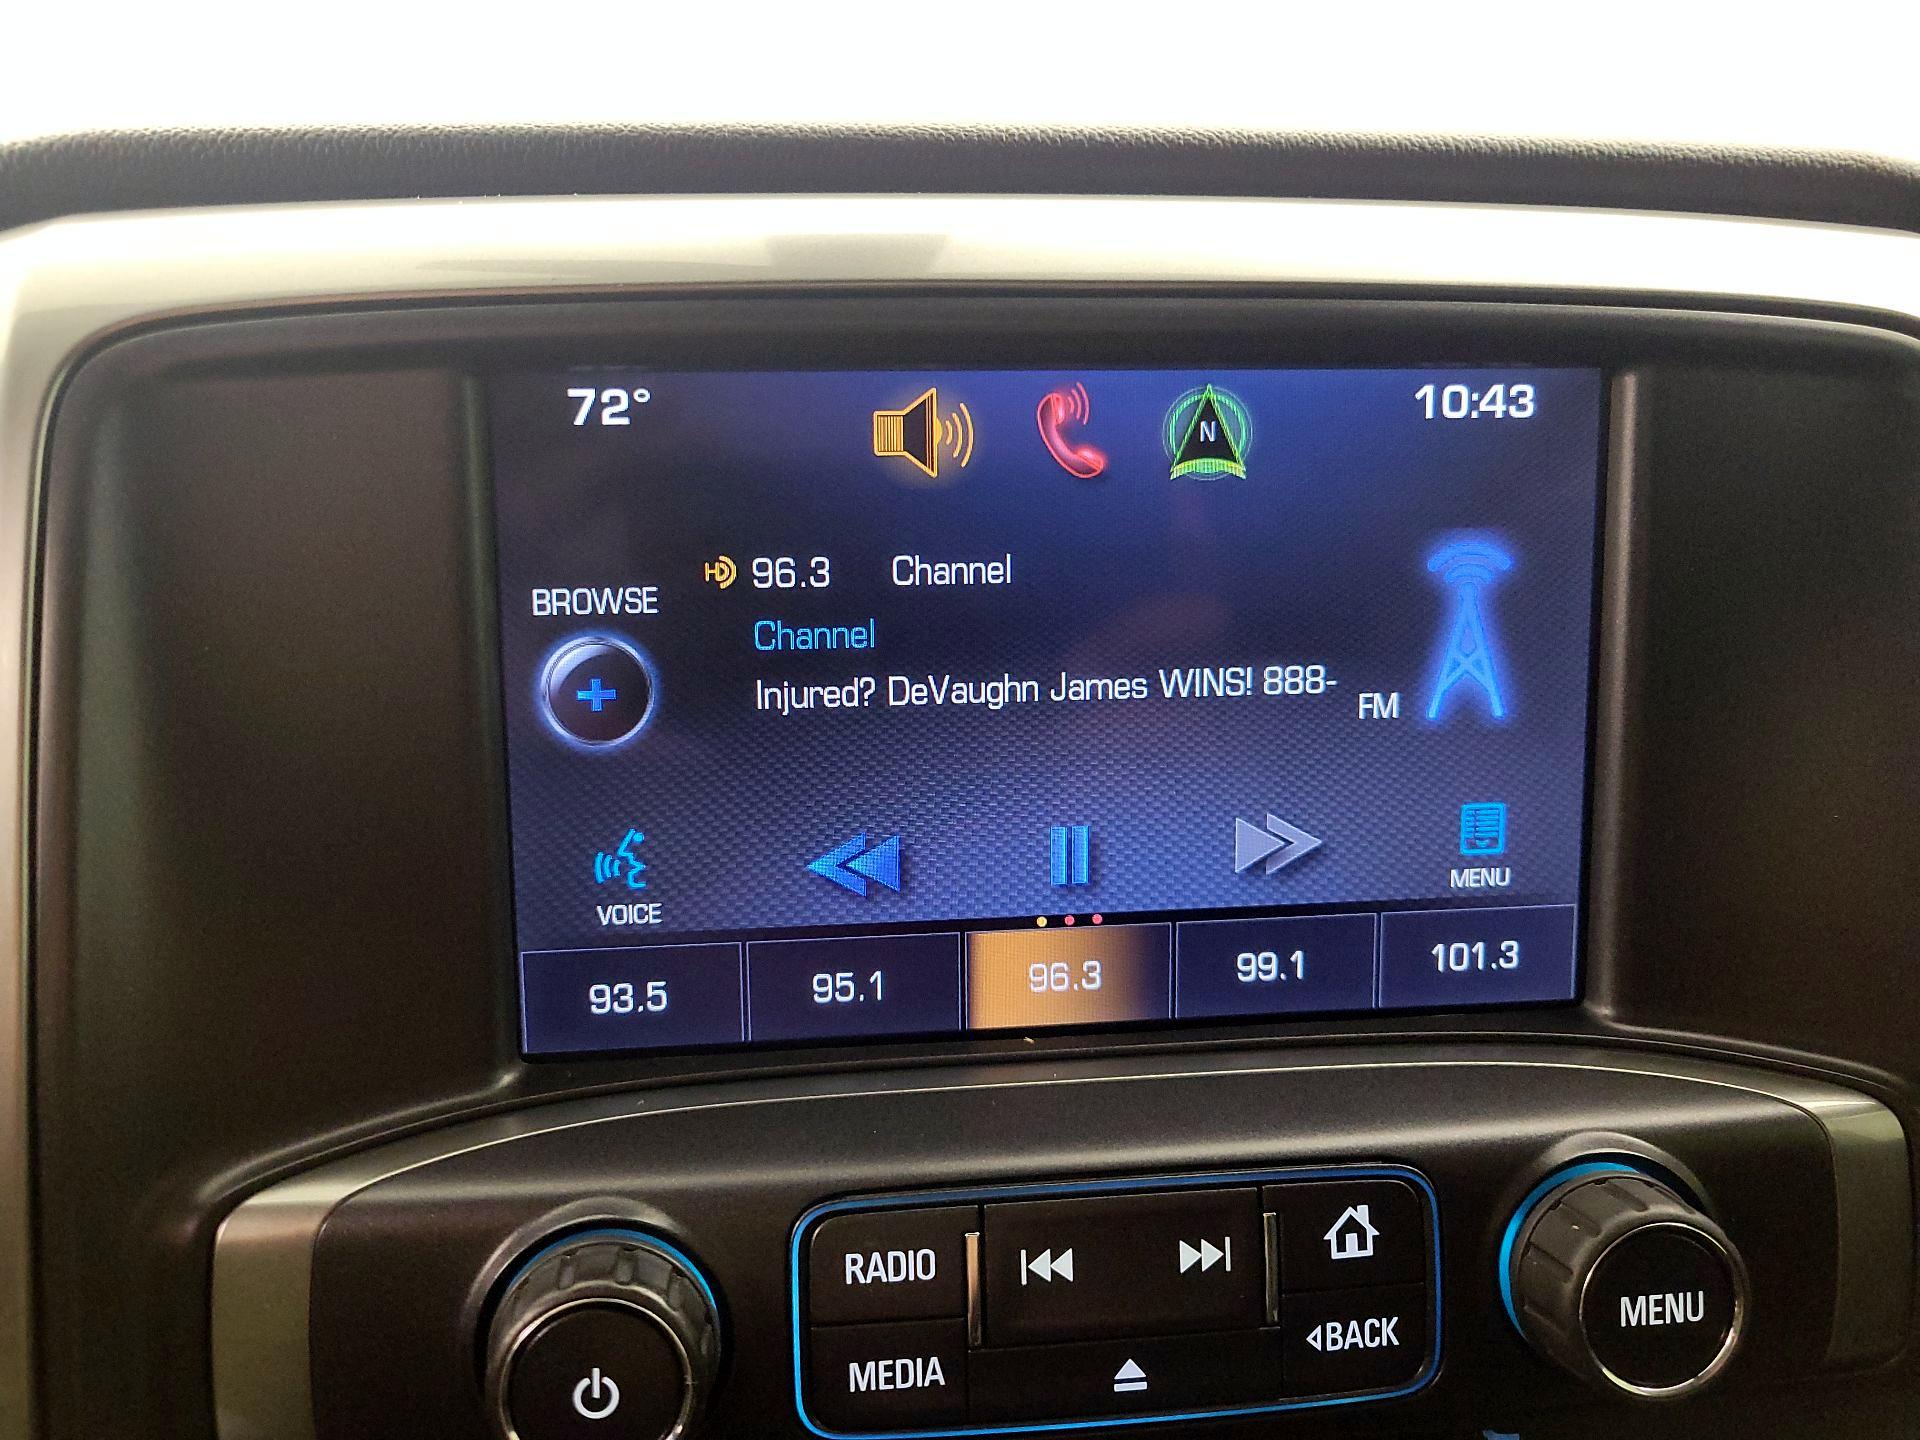 72°
N
10:43
HD 96.3 Channel
BROWSE
Channel
Injured? DeVaughn James WINS! 888-
FM
VOICE
MENU
93.5
95.1
96.3
99.1
101.3
RADIO
MEDIA
BACK
MENU